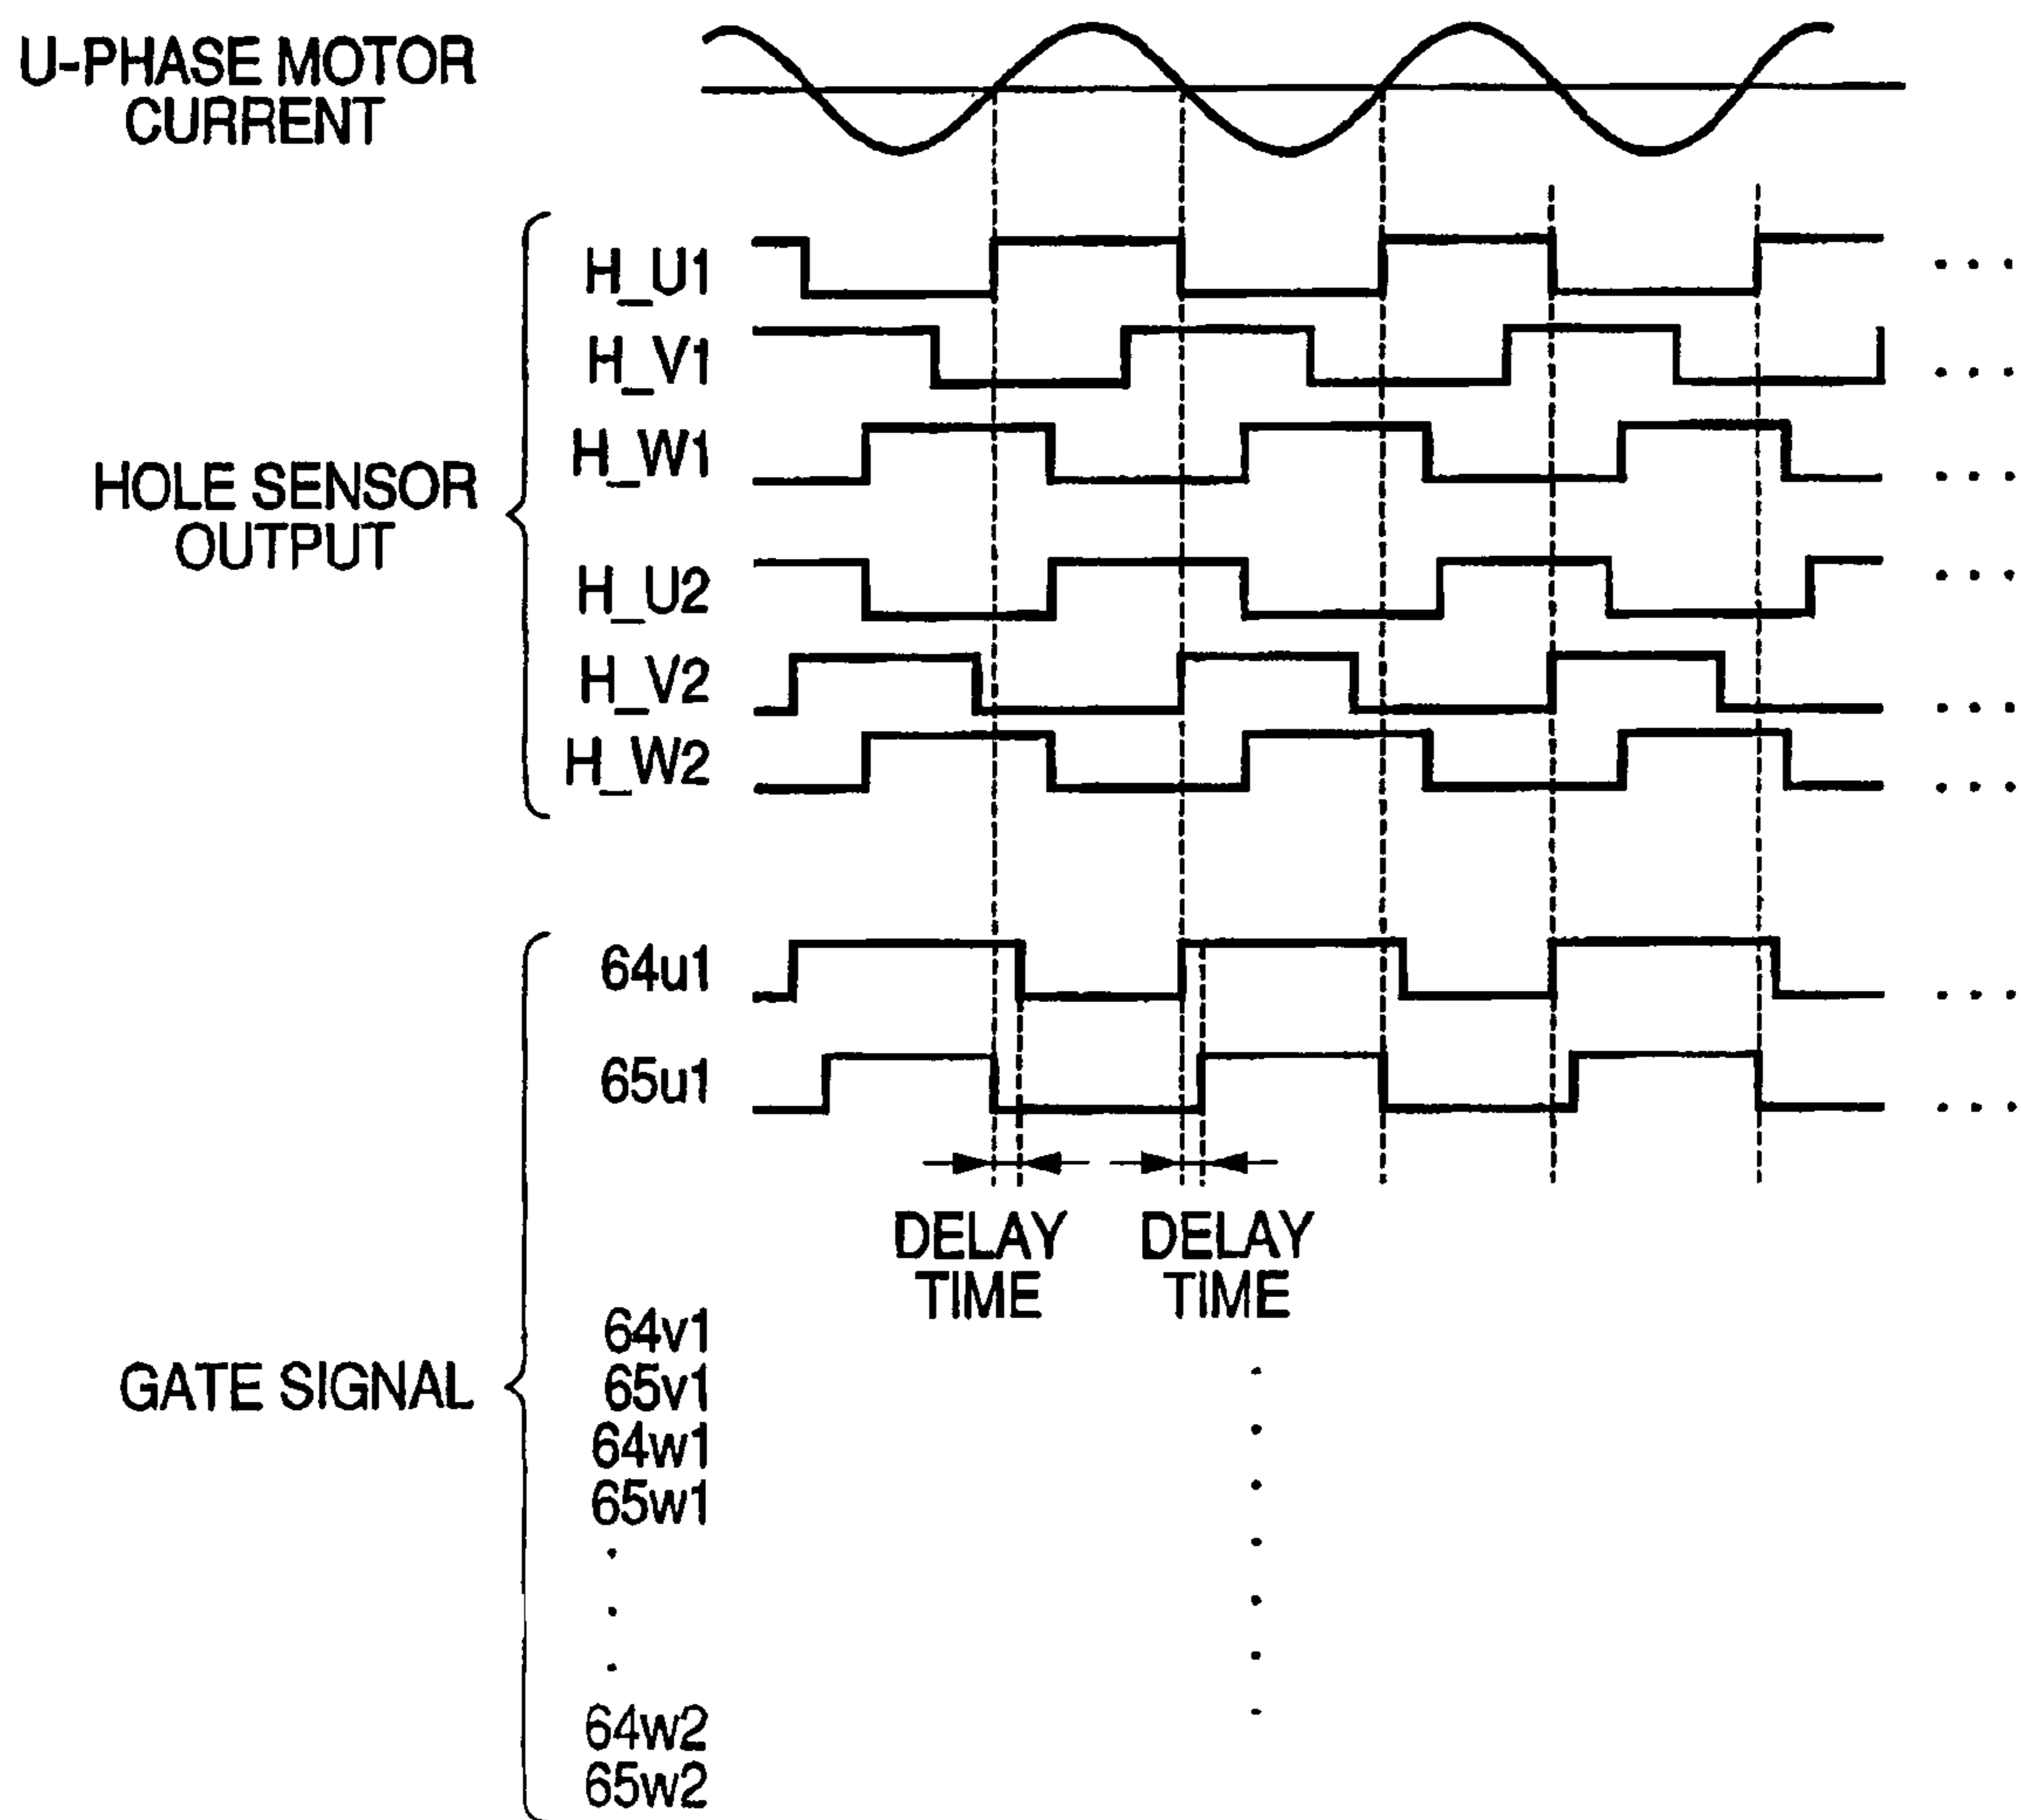 U-PHASE MOTOR
CURRENT
HOLE SENSOR
OUTPUT
H_U1
H_V1
H_W1
H_U2
H_V2
H_W2
GATE SIGNAL
64u1
65u1
DELAY
TIME
DELAY
TIME
64v1
65v1
64w1
65w1
64w2
65w2